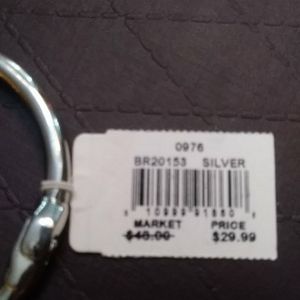 0976
BR20153 SILVER
MARKET PRICE
$48.00 $29.99